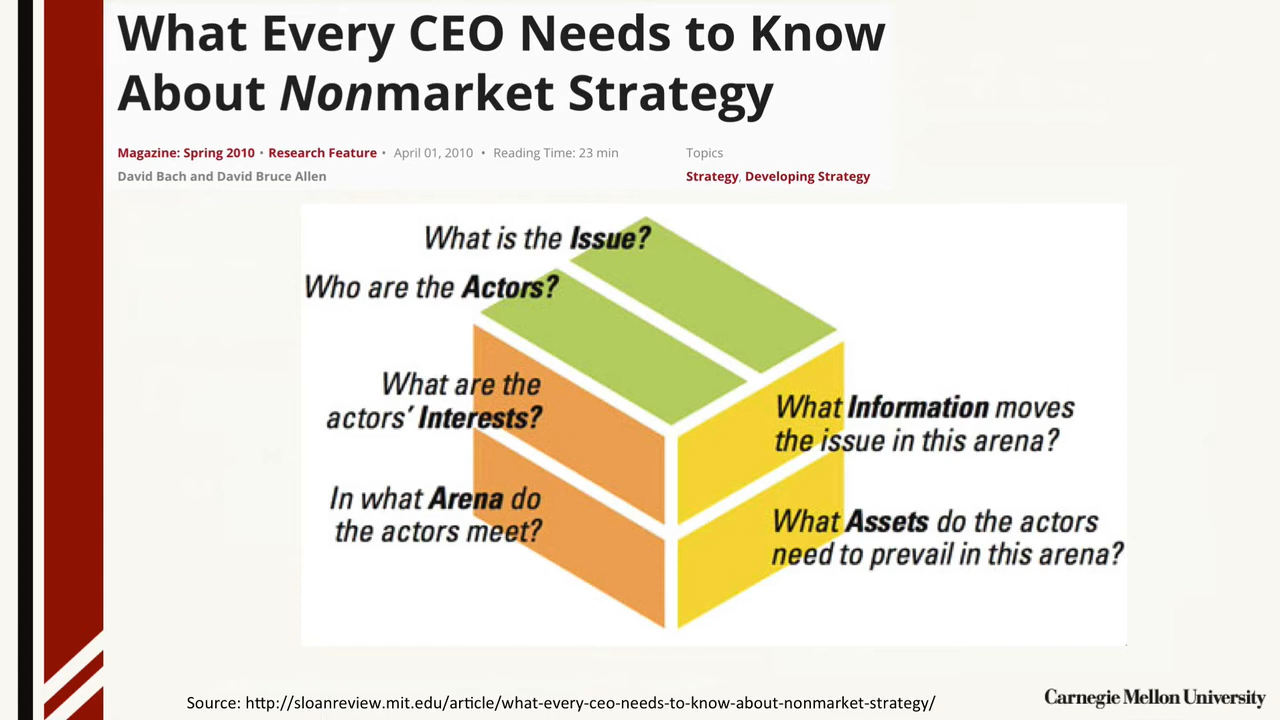 What Every CEO Needs to Know
About Nonmarket Strategy
Magazine: Spring 2010 • Research Feature • April 01, 2010 • Reading Time: 23 min
David Bach and David Bruce Allen
Topics
Strategy, Developing Strategy
What is the Issue?
Who are the Actors?
What are the
actors' Interests?
In what Arena do
the actors meet?
What Information moves
the issue in this arena?
What Assets do the actors
need to prevail in this arena?
Source: http://sloanreview.mit.edu/article/what-every-ceo-needs-to-know-about-nonmarket-strategy/
Carnegie Mellon University